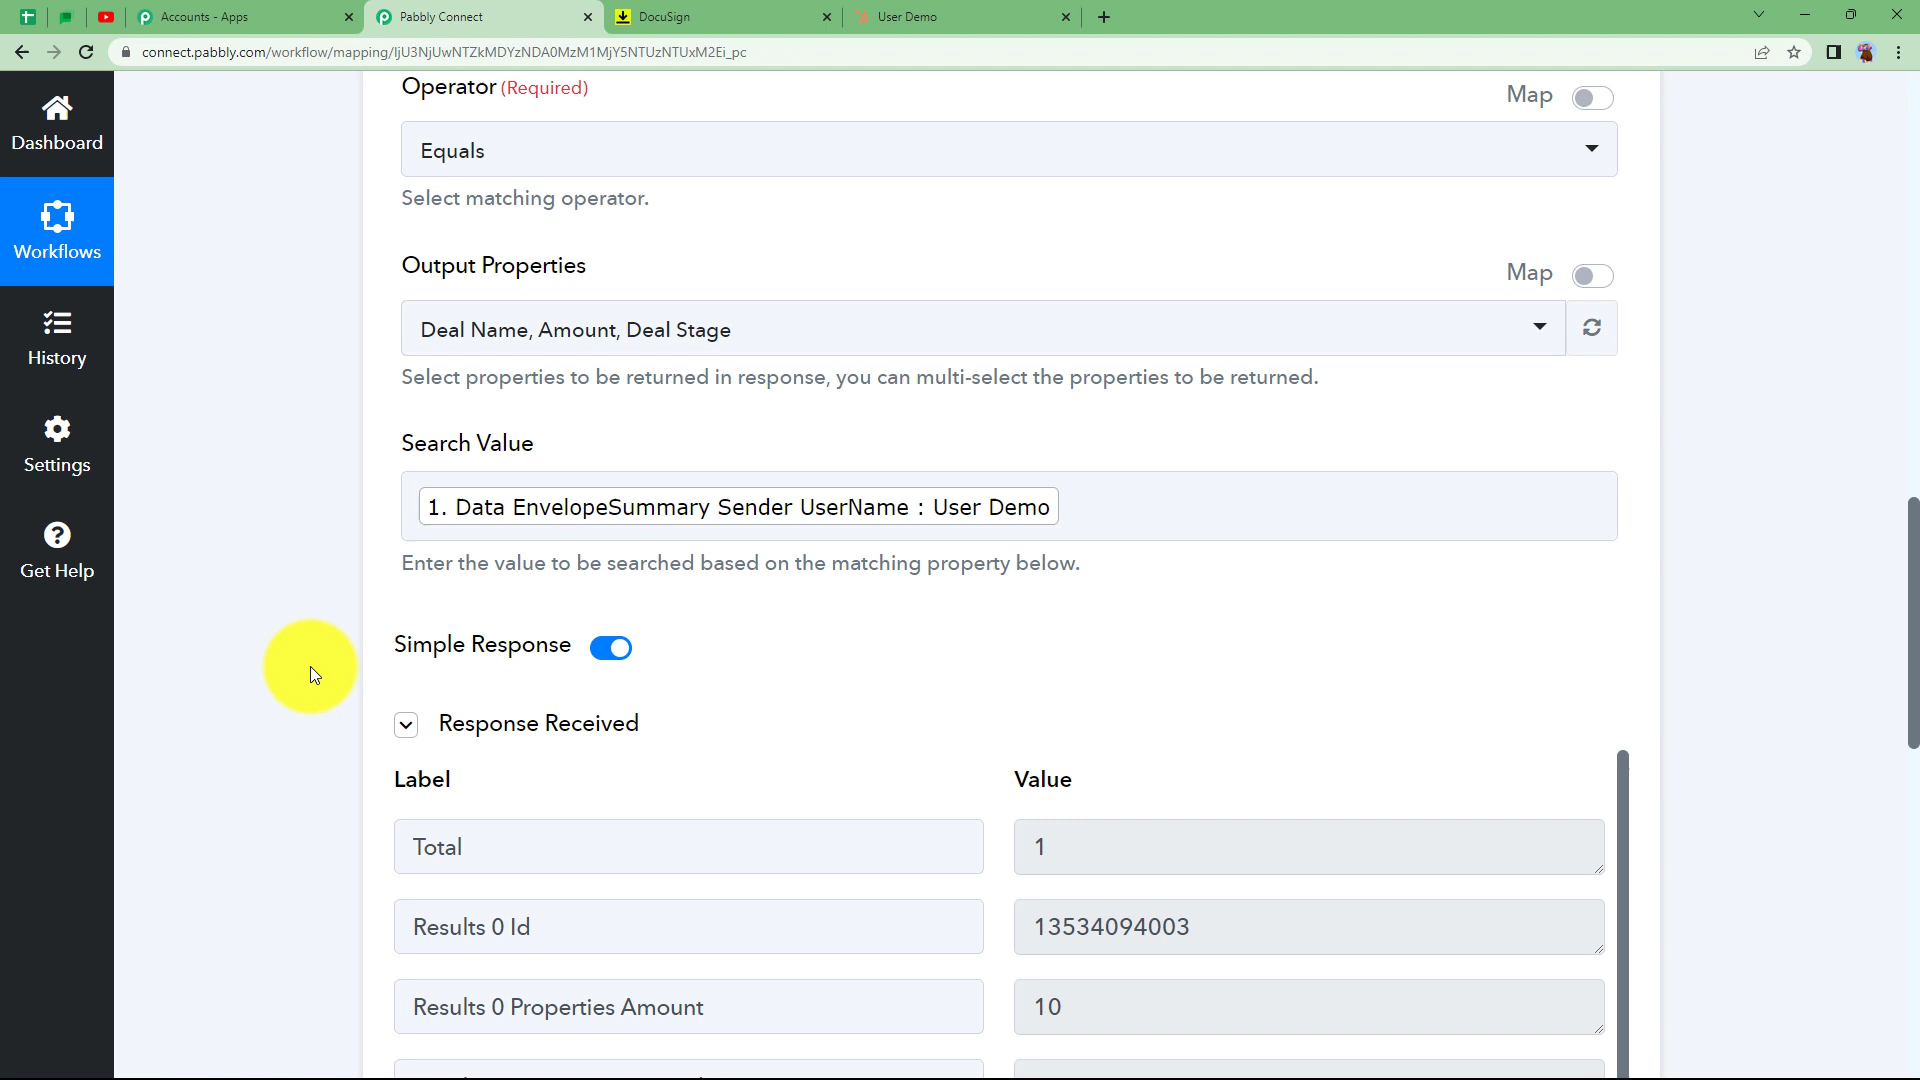 Accounts - Apps
Pabbly Connect
DocuSign
User Demo
connect.pabbly.com/workflow/mapping/IjU3NjUwNTZkMDYzNDA0MzM1MjY5NTUzNTUxM2Ei_pc
Dashboard
Workflows
History
Settings
Get Help
Operator (Required)
Map
Equals
Select matching operator.
Output Properties
Map
Deal Name, Amount, Deal Stage
Select properties to be returned in response, you can multi-select the properties to be returned.
Search Value
1. Data EnvelopeSummary Sender UserName : User Demo
Enter the value to be searched based on the matching property below.
Simple Response
Response Received
Label
Value
Total
1
Results 0 Id
13534094003
Results 0 Properties Amount
10